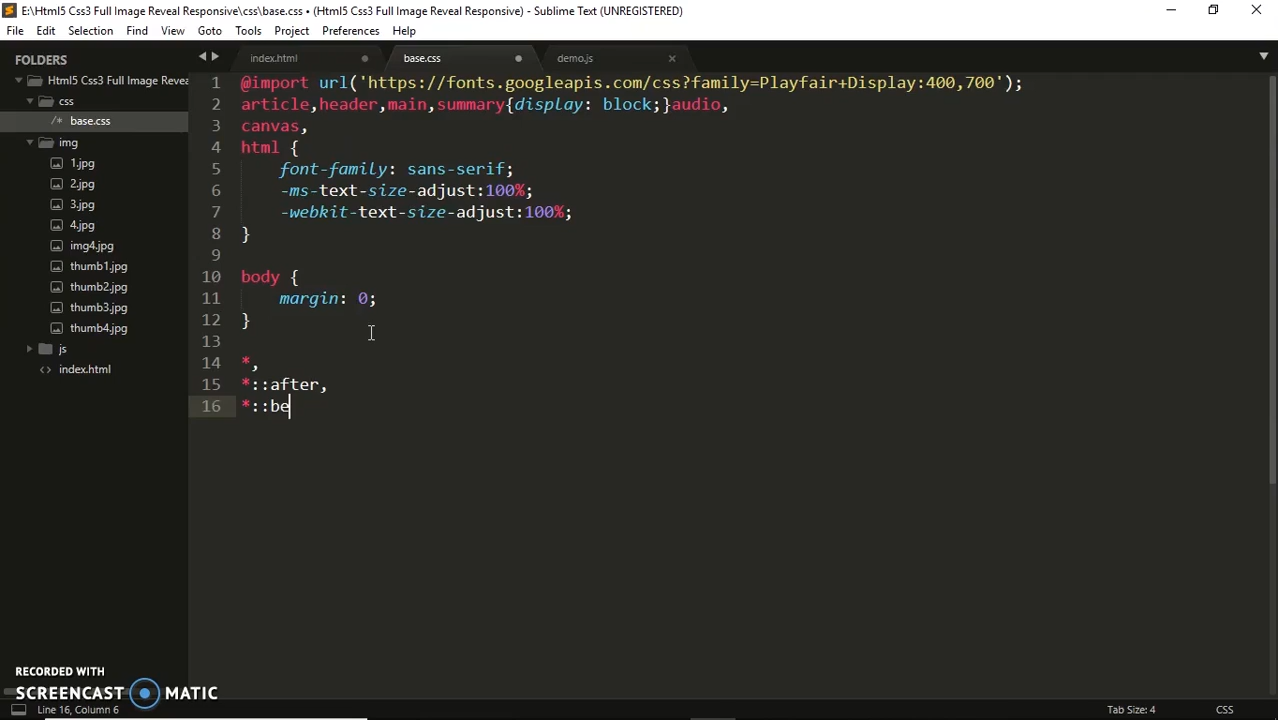 E:\Html5 Css3 Full Image Reveal Responsive\css\base.css • (Html5 Css3 Full Image Reveal Responsive) - Sublime Text (UNREGISTERED)
File Edit Selection Find View Goto Tools Project Preferences Help
FOLDERS
Html5 Css3 Full Image Revea
css
/* base.css
img
1.jpg
2.jpg
3.jpg
4.jpg
img4.jpg
thumb1.jpg
thumb2.jpg
thumb3.jpg
thumb4.jpg
js
<> index.html
index.html base.css demo.js
1 @import url('https://fonts.googleapis.com/css?family=Playfair+Display:400,700');
2 article,header,main,summary{display: block;}audio,
3 canvas,
4 html {
5 font-family: sans-serif;
6 -ms-text-size-adjust:100%;
7 -webkit-text-size-adjust:100%;
8 }
9
10 body {
11 margin: 0;
12 }
13
14 *,
15 *::after,
16 *::be
RECORDED WITH
SCREENCAST MATIC
Line 16, Column 6 Tab Size: 4 CSS